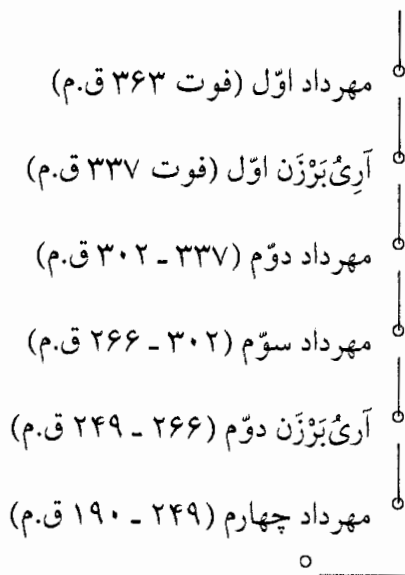 مهرداد اوّل (فوت ۳۶۳ ق.م)
آرِیُ‌بَرْزَن اوّل (فوت ۳۳۷ ق.م)
مهرداد دوّم (۳۳۷ ـ ۳۰۲ ق.م)
مهرداد سوّم (۳۰۲ ـ ۲۶۶ ق.م)
آریُ‌بَرْزَن دوّم (۲۶۶ ـ ۲۴۹ ق.م)
مهرداد چهارم (۲۴۹ ـ ۱۹۰ ق.م)